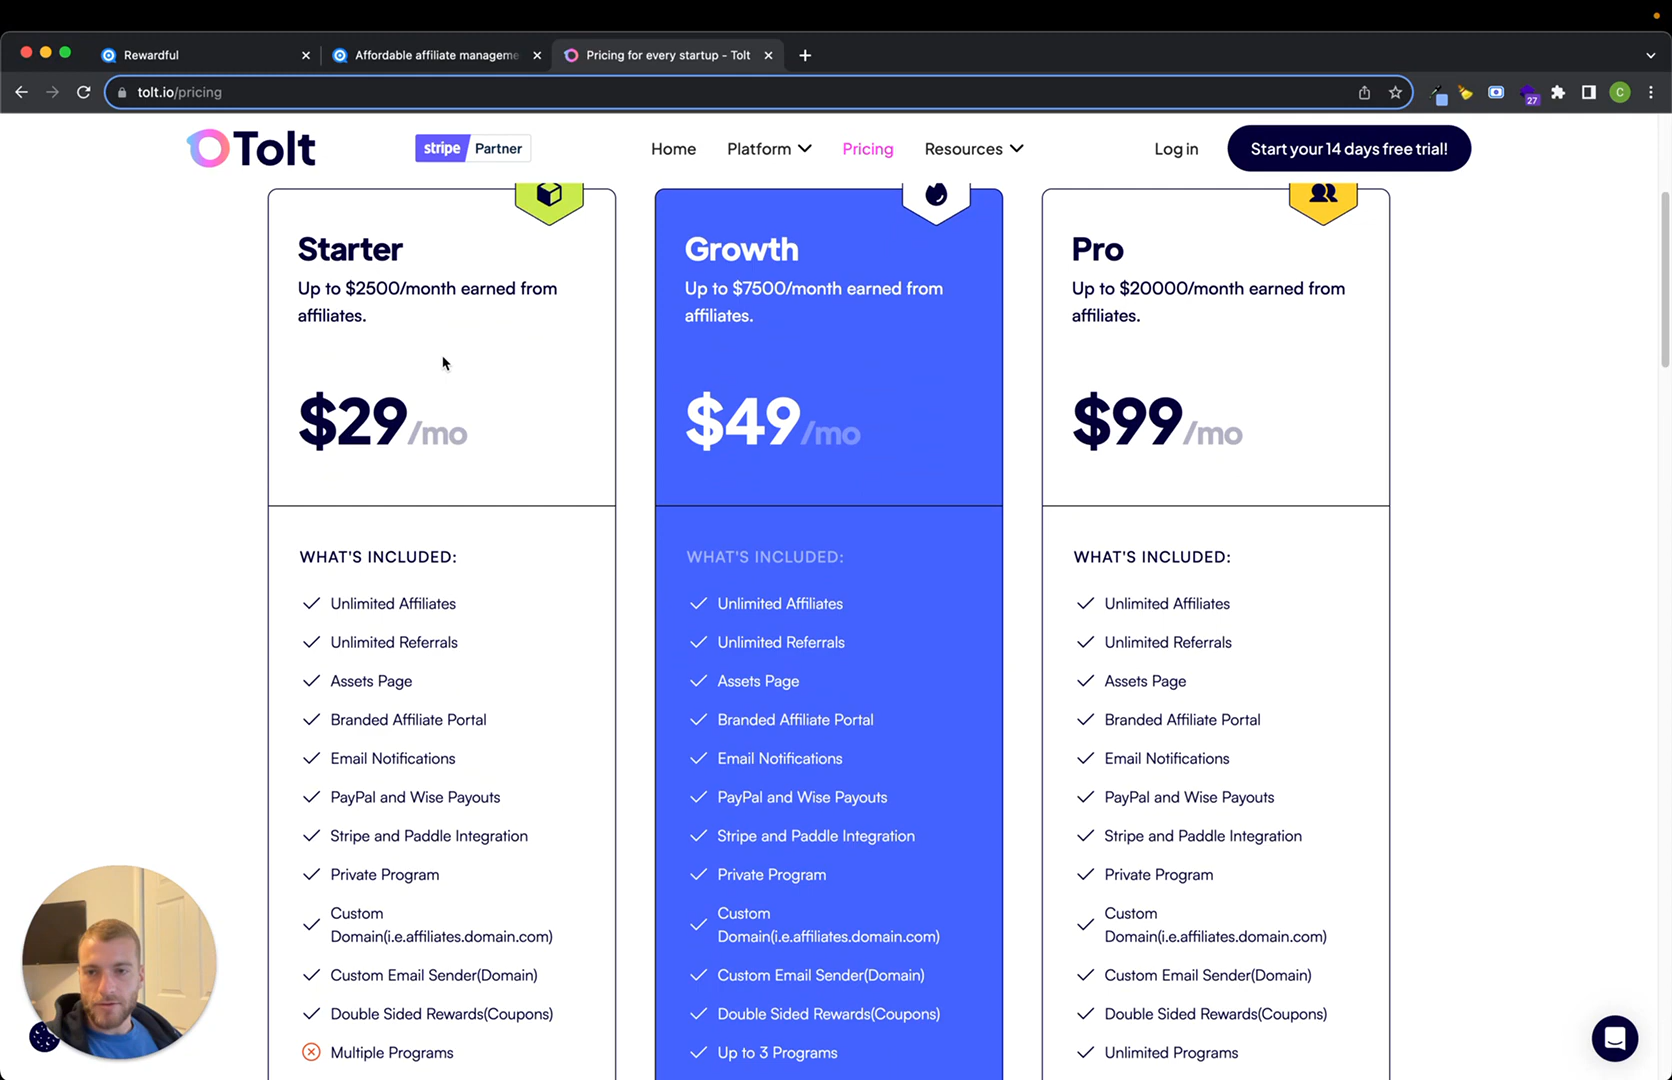 Rewardful
Affordable affiliate manageme
Pricing for every startup - Tolt
tolt.io/pricing
27
C
Tolt
stripe Partner
Home
Platform
Pricing
Resources
Log in
Start your 14 days free trial!
Starter
Up to $2500/month earned from
affiliates.
$29/mo
WHAT'S INCLUDED:
Unlimited Affiliates
Unlimited Referrals
Assets Page
Branded Affiliate Portal
Email Notifications
PayPal and Wise Payouts
Stripe and Paddle Integration
Private Program
Custom
Domain(i.e.affiliates.domain.com)
Custom Email Sender(Domain)
Double Sided Rewards(Coupons)
Multiple Programs
Growth
Up to $7500/month earned from
affiliates.
$49/mo
WHAT'S INCLUDED:
Unlimited Affiliates
Unlimited Referrals
Assets Page
Branded Affiliate Portal
Email Notifications
PayPal and Wise Payouts
Stripe and Paddle Integration
Private Program
Custom
Domain(i.e.affiliates.domain.com)
Custom Email Sender(Domain)
Double Sided Rewards(Coupons)
Up to 3 Programs
Pro
Up to $20000/month earned from
affiliates.
$99/mo
WHAT'S INCLUDED:
Unlimited Affiliates
Unlimited Referrals
Assets Page
Branded Affiliate Portal
Email Notifications
PayPal and Wise Payouts
Stripe and Paddle Integration
Private Program
Custom
Domain(i.e.affiliates.domain.com)
Custom Email Sender(Domain)
Double Sided Rewards(Coupons)
Unlimited Programs